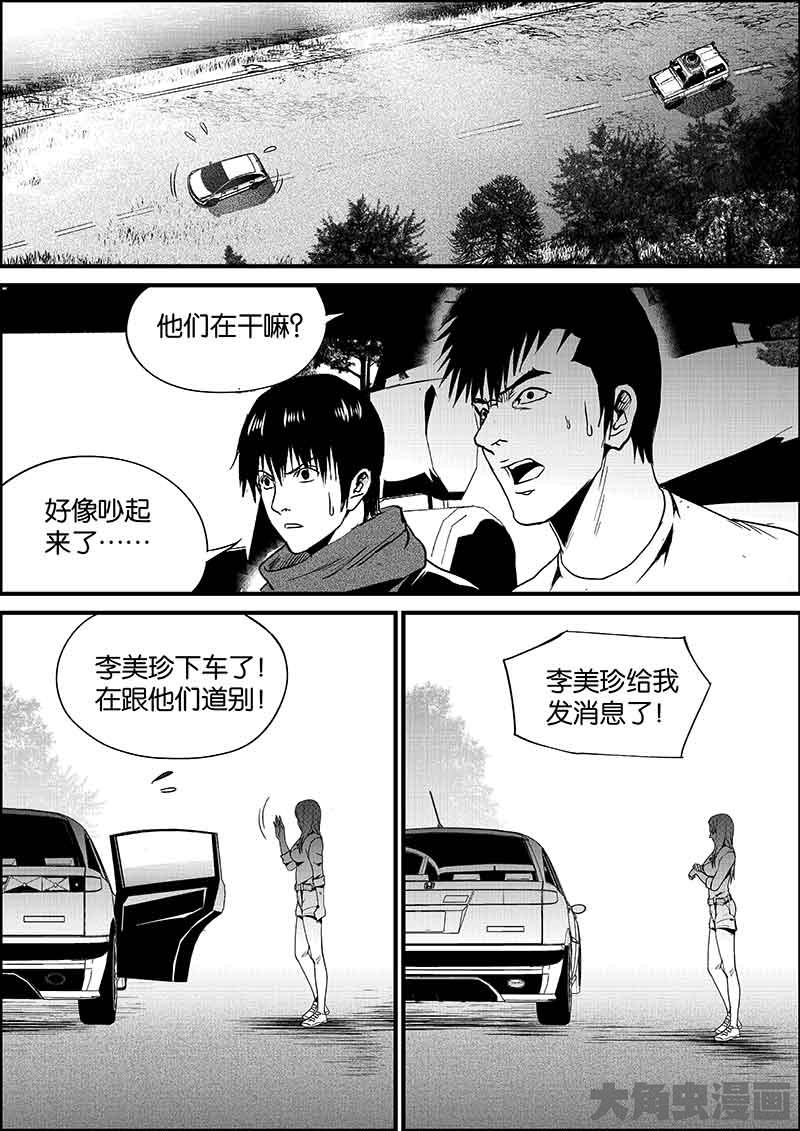 他们在干嘛？
好像吵起
来了……
李美珍下车了！
在跟他们道别！
李美珍给我
发消息了！
大角虫漫画